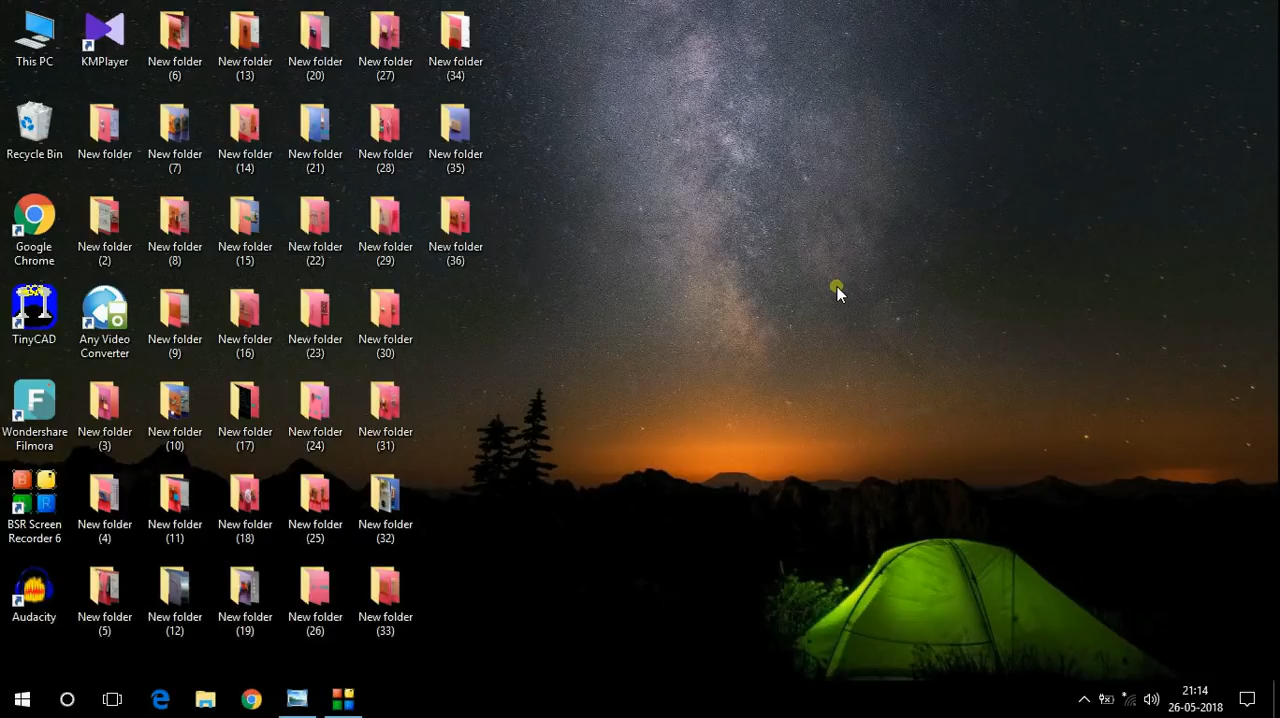 This PC
KMPlayer
New folder
(6)
New folder
(13)
New folder
(20)
New folder
(27)
New folder
(34)
Recycle Bin
New folder
New folder
(7)
New folder
(14)
New folder
(21)
New folder
(28)
New folder
(35)
Google
Chrome
New folder
(2)
New folder
(8)
New folder
(15)
New folder
(22)
New folder
(29)
New folder
(36)
TinyCAD
Any Video
Converter
New folder
(9)
New folder
(16)
New folder
(23)
New folder
(30)
Wondershare
Filmora
New folder
(3)
New folder
(10)
New folder
(17)
New folder
(24)
New folder
(31)
BSR Screen
Recorder 6
New folder
(4)
New folder
(11)
New folder
(18)
New folder
(25)
New folder
(32)
Audacity
New folder
(5)
New folder
(12)
New folder
(19)
New folder
(26)
New folder
(33)
21:14
26-05-2018